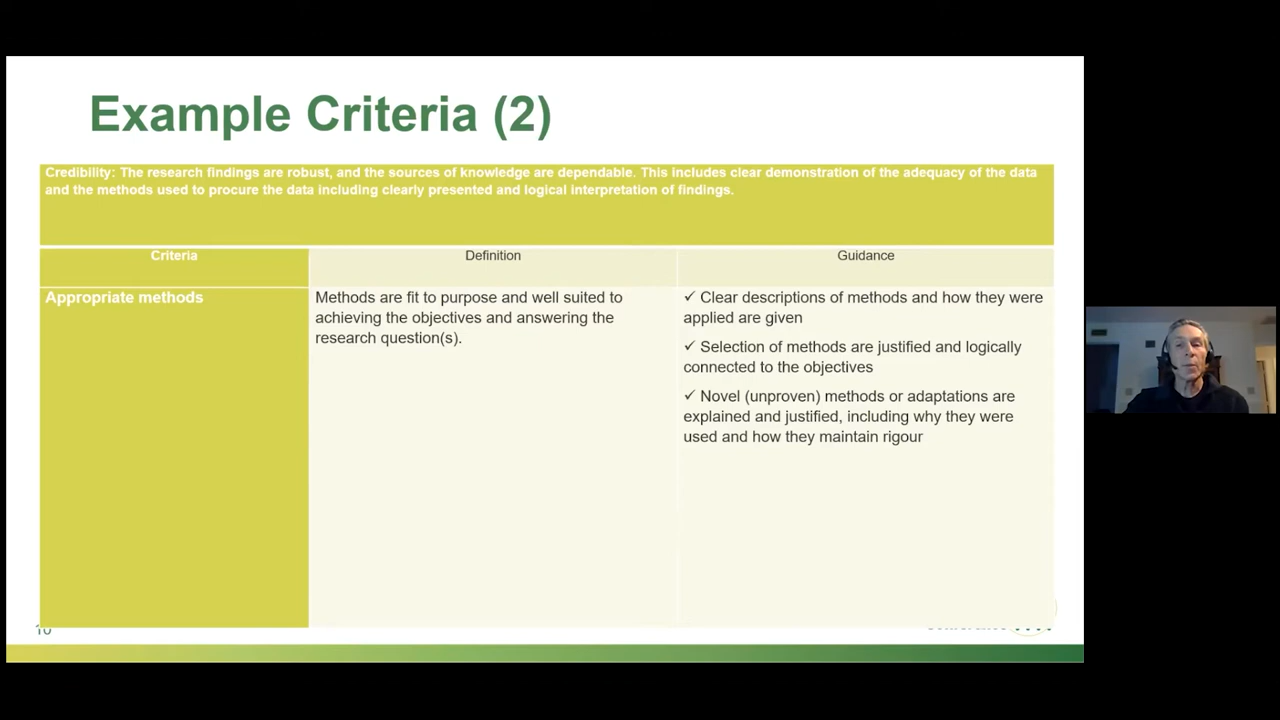 Example Criteria (2)
Credibility: The research findings are robust, and the sources of knowledge are dependable. This includes clear demonstration of the adequacy of the data
and the methods used to procure the data including clearly presented and logical interpretation of findings.
Criteria
Definition
Guidance
Appropriate methods
Methods are fit to purpose and well suited to
achieving the objectives and answering the
research question(s).
✓ Clear descriptions of methods and how they were
applied are given
✓ Selection of methods are justified and logically
connected to the objectives
✓ Novel (unproven) methods or adaptations are
explained and justified, including why they were
used and how they maintain rigour